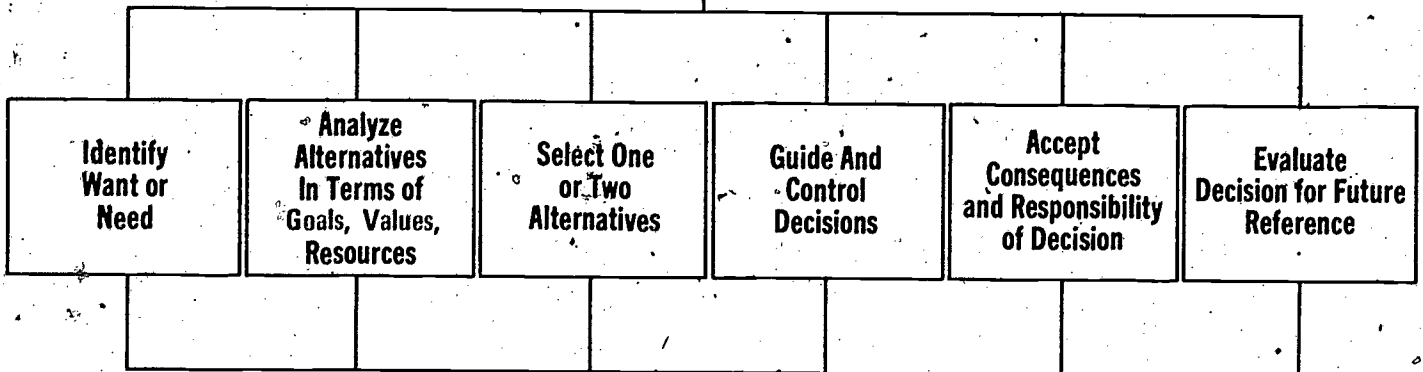 Identify
Want or
Need
Analyze
Alternatives
In Terms of
Goals, Values,
Resources
Select One
or Two
Alternatives
Guide And
Control
Decisions
Accept
Consequences
and Responsibility
of Decision
Evaluate
Decision for Future
Reference